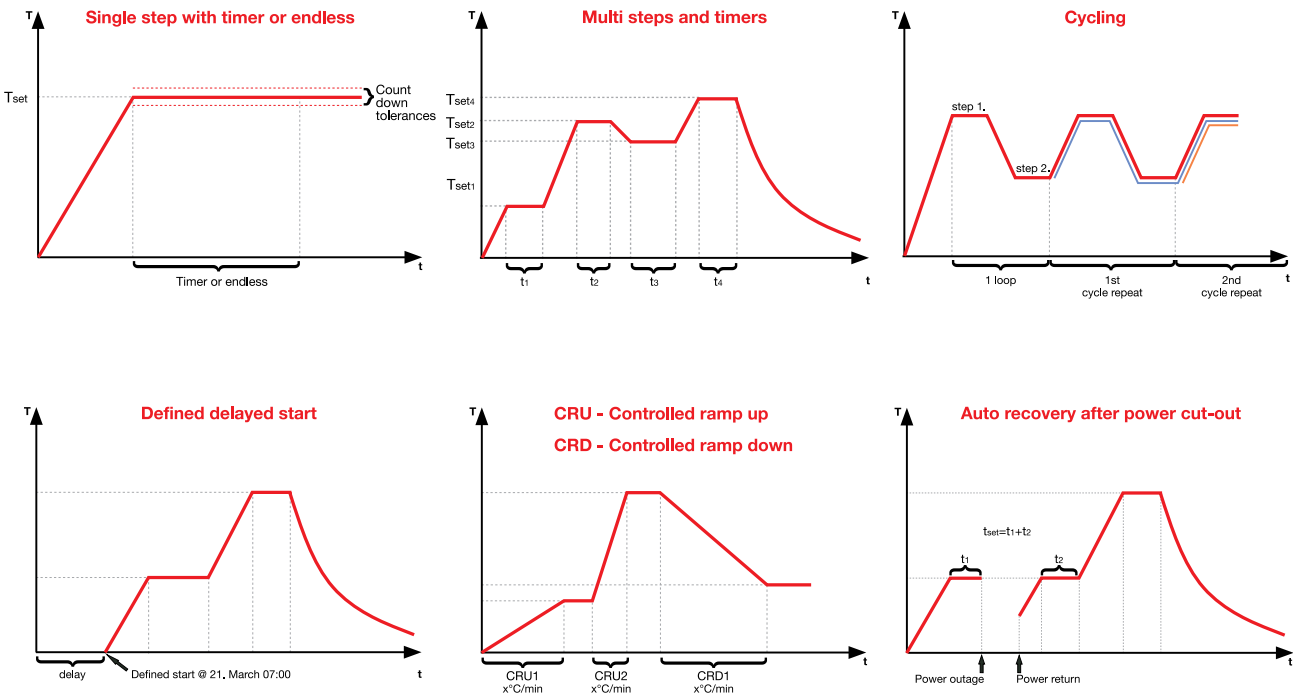 Single step with timer or endless
T
Tset
Count
down
tolerances
t
Timer or endless
Multi steps and timers
T
Tset4
Tset2
Tset3
Tset1
t1
t2
t3
t4
t
Cycling
T
step 1.
step 2.
t
1 loop
1st
cycle repeat
2nd
cycle repeat
Defined delayed start
T
t
delay
Defined start @ 21. March 07:00
CRU - Controlled ramp up
CRD - Controlled ramp down
T
t
CRU1
x°C/min
CRU2
x°C/min
CRD1
x°C/min
Auto recovery after power cut-out
T
tset=t1+t2
t1
t2
t
Power outage
Power return